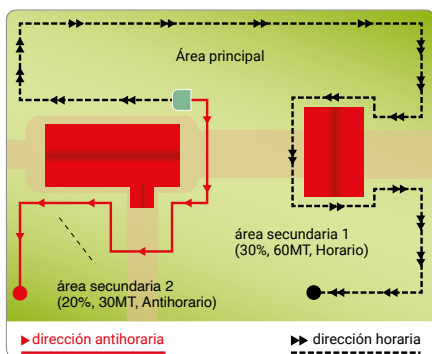 Área principal
área secundaria 1
(30%, 60MT, Horario)
área secundaria 2
(20%, 30MT, Antihorario)
dirección antihoraria
dirección horaria